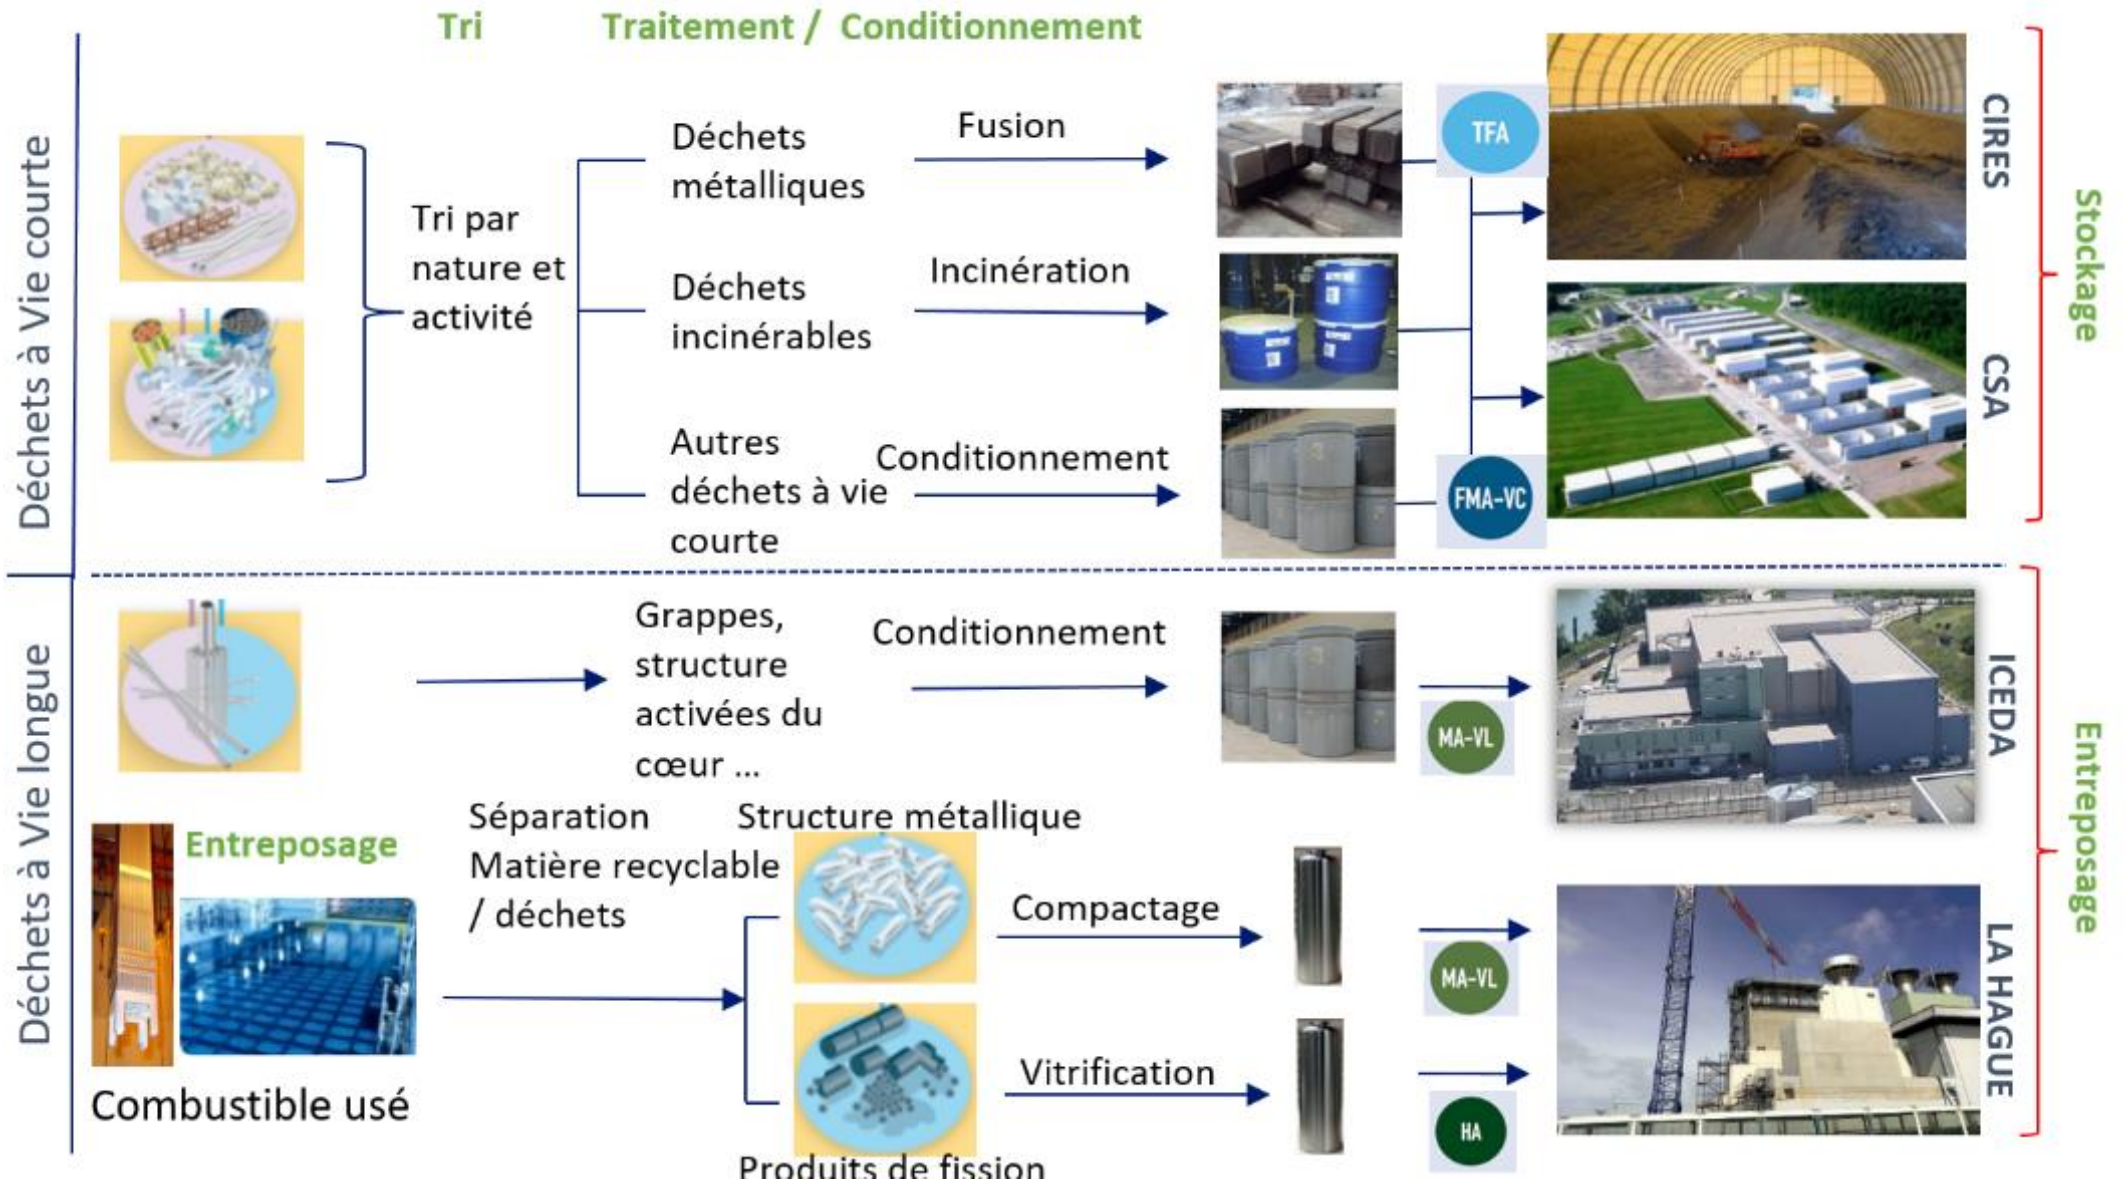 Tri
Traitement / Conditionnement
Déchets à Vie courte
Tri par
nature et
activité
Déchets
métalliques
Fusion
TFA
CIRES
Déchets
incinérables
Incinération
Autres
déchets à vie
courte
Conditionnement
FMA-VC
CSA
Stockage
Déchets à Vie longue
Grappes,
structure
activées du
cœur ...
Conditionnement
MA-VL
ICEDA
Entreposage
Combustible usé
Séparation
Matière recyclable
/ déchets
Structure métallique
Compactage
MA-VL
Produits de fission
Vitrification
HA
LA HAGUE
Entreposage